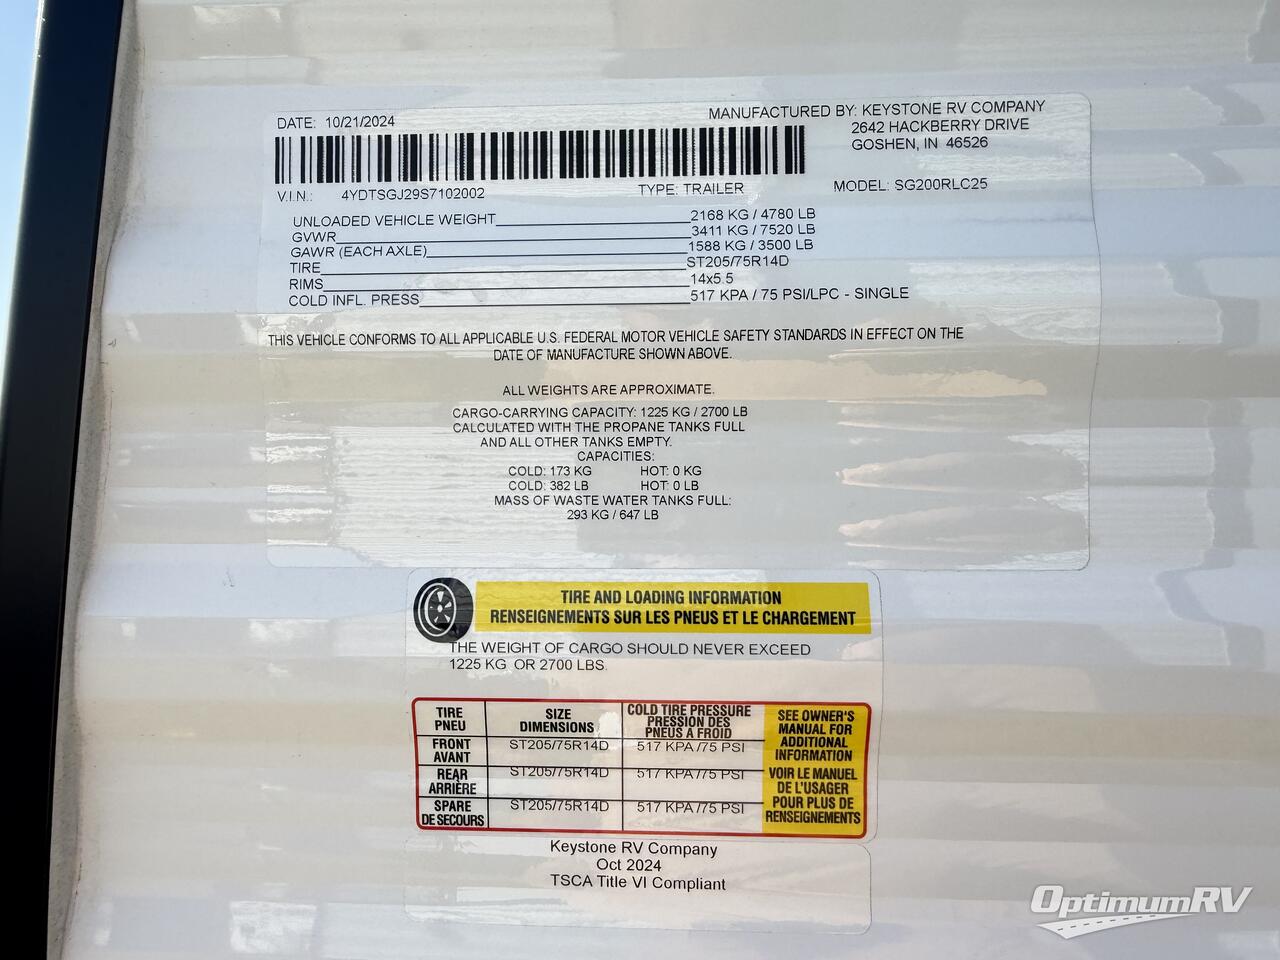 DATE: 10/21/2024
MANUFACTURED BY: KEYSTONE RV COMPANY
2642 HACKBERRY DRIVE
GOSHEN, IN 46526
V.I.N.: 4YDTSGJ29S7102002 TYPE: TRAILER MODEL: SG200RLC25
UNLOADED VEHICLE WEIGHT 2168 KG / 4780 LB
GVWR 3411 KG / 7520 LB
GAWR (EACH AXLE) 1588 KG / 3500 LB
TIRE ST205/75R14D
RIMS 14x5.5
COLD INFL. PRESS 517 KPA / 75 PSI/LPC - SINGLE
THIS VEHICLE CONFORMS TO ALL APPLICABLE U.S. FEDERAL MOTOR VEHICLE SAFETY STANDARDS IN EFFECT ON THE
DATE OF MANUFACTURE SHOWN ABOVE.
ALL WEIGHTS ARE APPROXIMATE.
CARGO-CARRYING CAPACITY: 1225 KG / 2700 LB
CALCULATED WITH THE PROPANE TANKS FULL
AND ALL OTHER TANKS EMPTY.
CAPACITIES:
COLD: 173 KG HOT: 0 KG
COLD: 382 LB HOT: 0 LB
MASS OF WASTE WATER TANKS FULL:
293 KG / 647 LB
TIRE AND LOADING INFORMATION
RENSEIGNEMENTS SUR LES PNEUS ET LE CHARGEMENT
THE WEIGHT OF CARGO SHOULD NEVER EXCEED
1225 KG OR 2700 LBS.
TIRE
PNEU
SIZE
DIMENSIONS
COLD TIRE PRESSURE
PRESSION DES
PNEUS A FROID
SEE OWNER'S
MANUAL FOR
ADDITIONAL
INFORMATION
VOIR LE MANUEL
DE L'USAGER
POUR PLUS DE
RENSEIGNEMENTS
FRONT
AVANT
ST205/75R14D
517 KPA /75 PSI
REAR
ARRIÈRE
ST205/75R14D
517 KPA /75 PSI
SPARE
DE SECOURS
ST205/75R14D
517 KPA /75 PSI
Keystone RV Company
Oct 2024
TSCA Title VI Compliant
OptimumRV